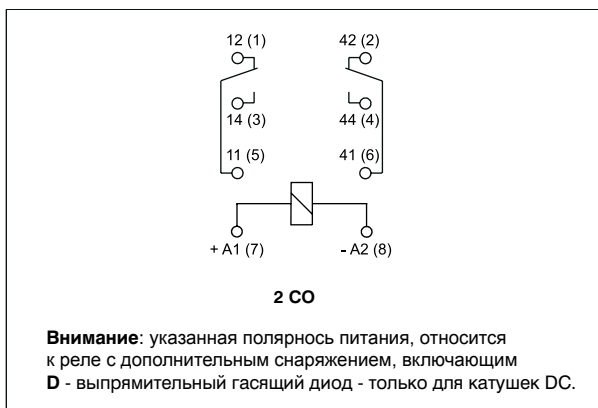 12 (1) 42 (2)
14 (3) 44 (4)
11 (5) 41 (6)
+ A1 (7) - A2 (8)
2 CO
Внимание: указанная полярнось питания, относится
к реле с дополнительным снаряжением, включающим
D - выпрямительный гасящий диод - только для катушек DC.